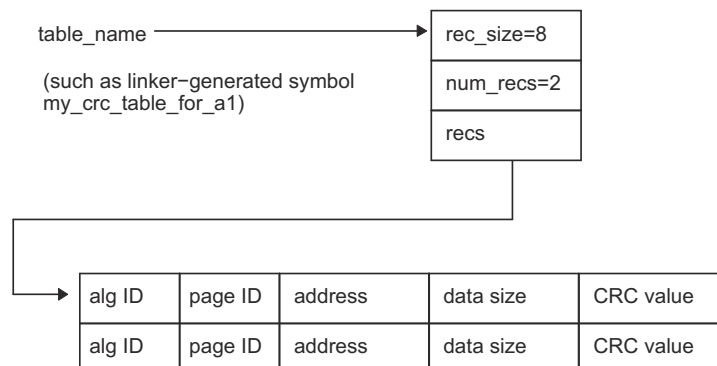 table_name
rec_size=8
(such as linker−generated symbol
my_crc_table_for_a1)
num_recs=2
recs
alg ID page ID address data size CRC value
alg ID page ID address data size CRC value